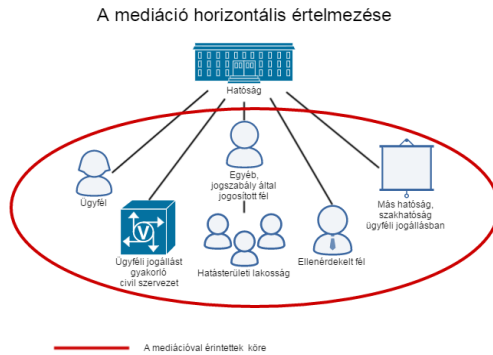 A mediáció horizontális értelmezése
Hatóság
Ügyfél
Egyéb,
jogszabály által
jogosított fél
Más hatóság,
szakhatóság
ügyféli jogállásban
V
Ügyféli jogállást
gyakorló
civil szervezet
Hatásterületi lakosság
Ellenérdekelt fél
A mediációval érintettek köre